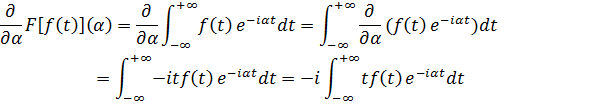 ∂/∂α F[f(t)](α) = ∂/∂α ∫_{−∞}^{+∞} f(t) e^{−iαt} dt = ∫_{−∞}^{+∞} ∂/∂α (f(t) e^{−iαt})dt
= ∫_{−∞}^{+∞} −itf(t) e^{−iαt} dt = −i ∫_{−∞}^{+∞} tf(t) e^{−iαt} dt